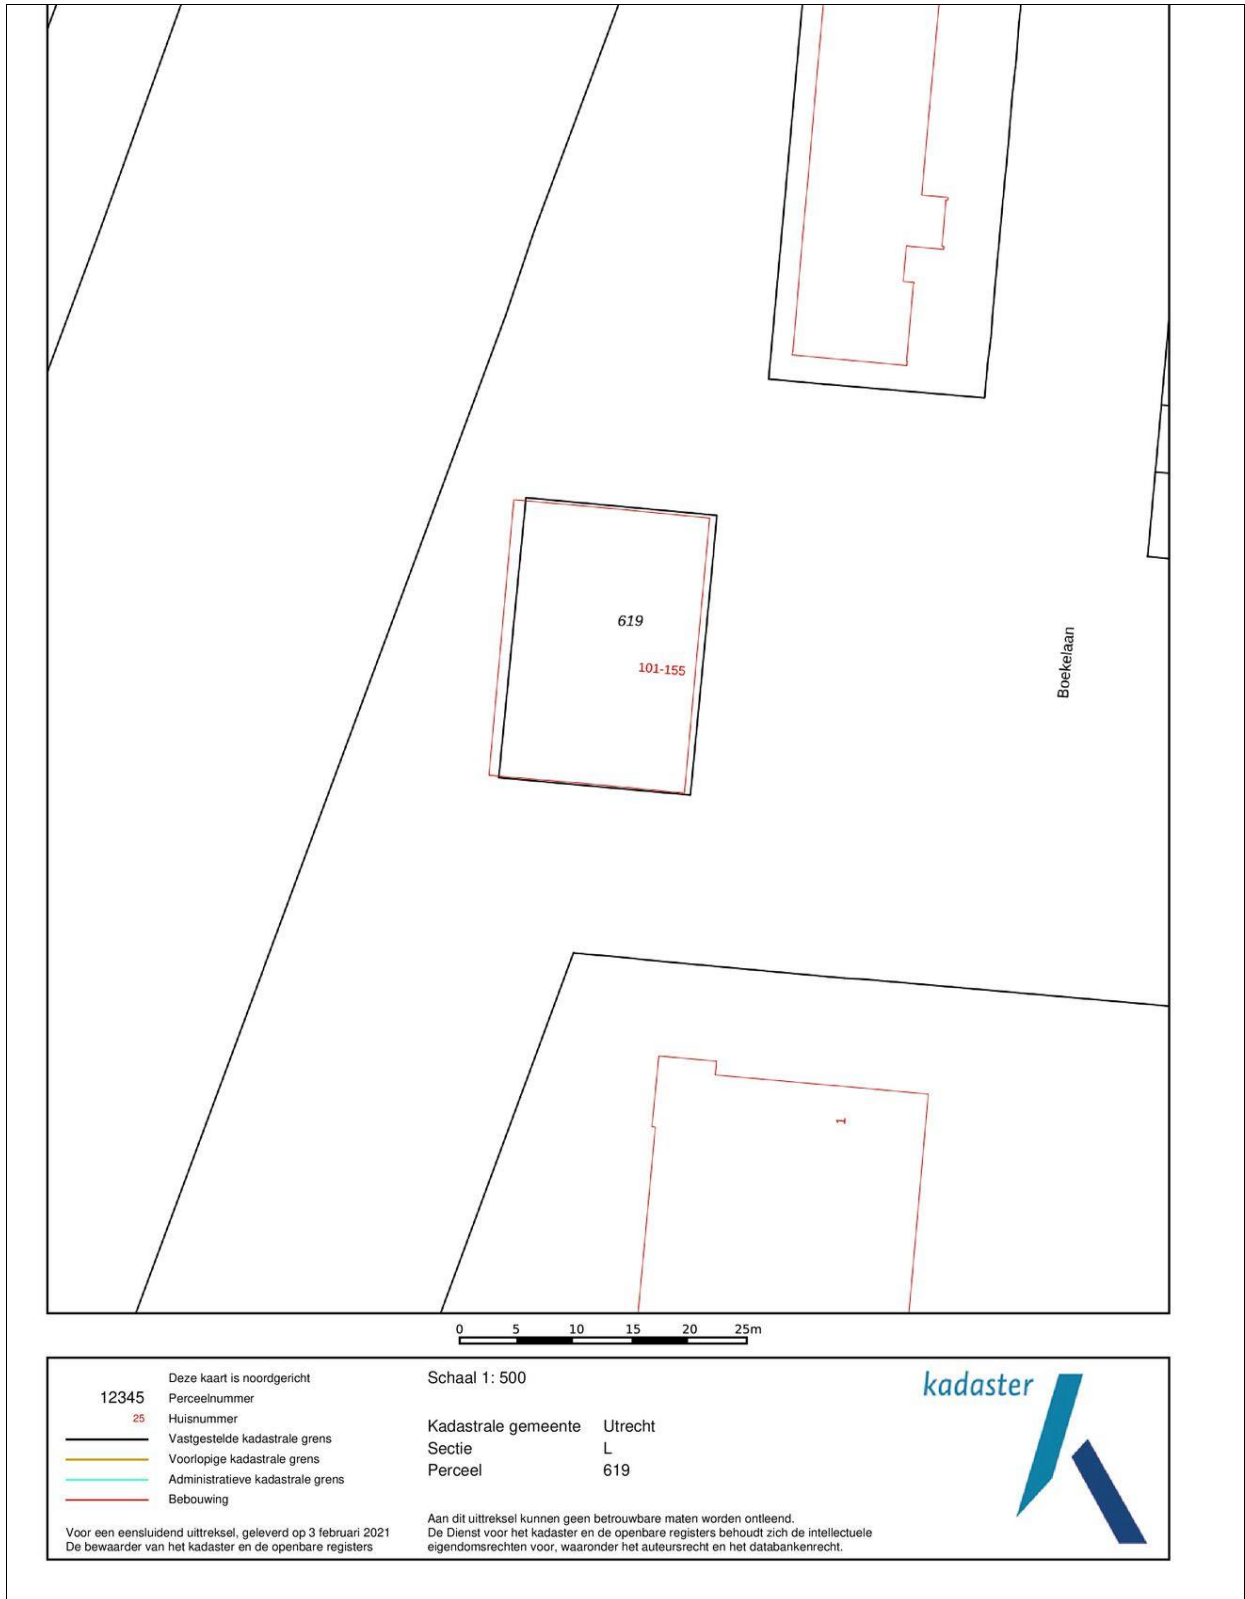 619
101-155
Boekelaan
1
0 5 10 15 20 25m
Deze kaart is noordgericht
12345 Perceelnummer
25 Huisnummer
Vastgestelde kadastrale grens
Voorlopige kadastrale grens
Administratieve kadastrale grens
Bebouwing
Voor een eensluidend uittreksel, geleverd op 3 februari 2021
De bewaarder van het kadaster en de openbare registers
Schaal 1: 500
Kadastrale gemeente Utrecht
Sectie L
Perceel 619
Aan dit uittreksel kunnen geen betrouwbare maten worden ontleend.
De Dienst voor het kadaster en de openbare registers behoudt zich de intellectuele
eigendomsrechten voor, waaronder het auteursrecht en het databankenrecht.
kadaster